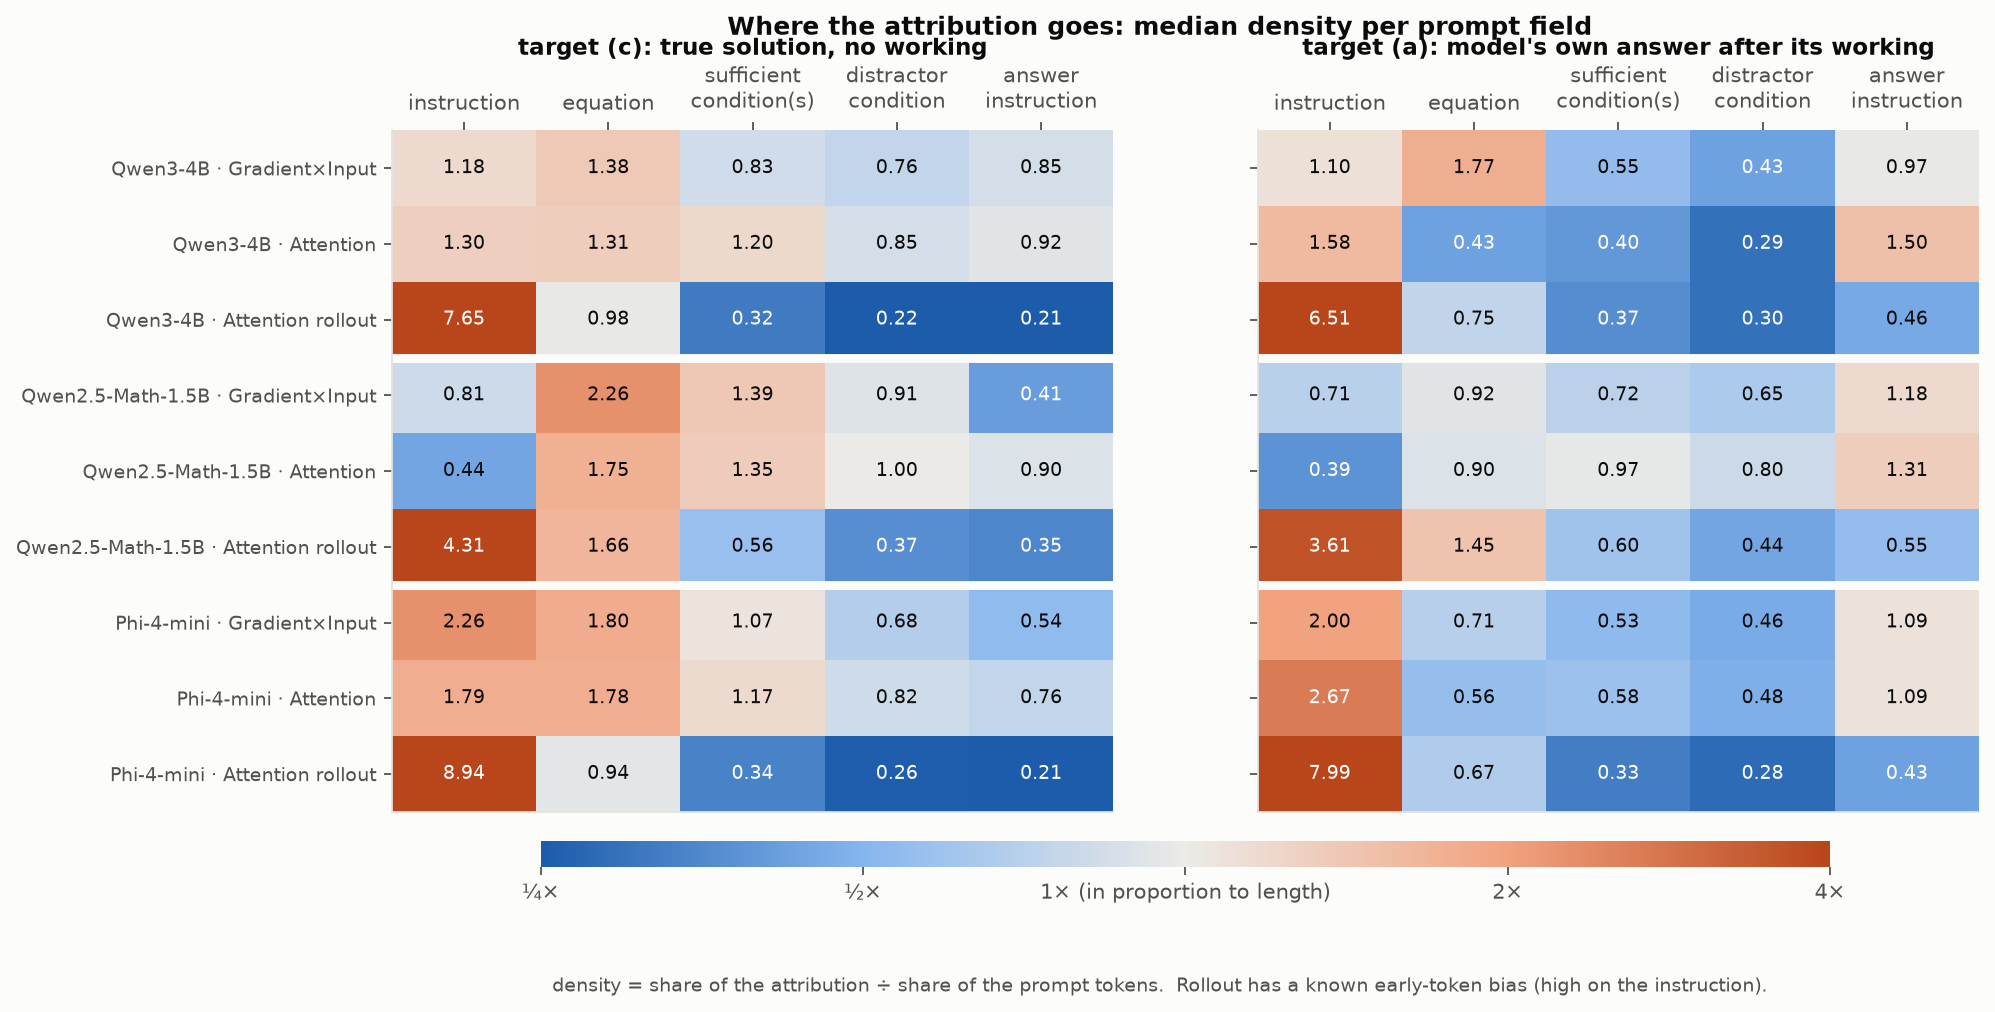 Where the attribution goes: median density per prompt field
target (c): true solution, no working
target (a): model's own answer after its working
instruction
equation
sufficient
condition(s)
distractor
condition
answer
instruction
instruction
equation
sufficient
condition(s)
distractor
condition
answer
instruction
Qwen3-4B · Gradient×Input 1.18 1.38 0.83 0.76 0.85 1.10 1.77 0.55 0.43 0.97
Qwen3-4B · Attention 1.30 1.31 1.20 0.85 0.92 1.58 0.43 0.40 0.29 1.50
Qwen3-4B · Attention rollout 7.65 0.98 0.32 0.22 0.21 6.51 0.75 0.37 0.30 0.46
Qwen2.5-Math-1.5B · Gradient×Input 0.81 2.26 1.39 0.91 0.41 0.71 0.92 0.72 0.65 1.18
Qwen2.5-Math-1.5B · Attention 0.44 1.75 1.35 1.00 0.90 0.39 0.90 0.97 0.80 1.31
Qwen2.5-Math-1.5B · Attention rollout 4.31 1.66 0.56 0.37 0.35 3.61 1.45 0.60 0.44 0.55
Phi-4-mini · Gradient×Input 2.26 1.80 1.07 0.68 0.54 2.00 0.71 0.53 0.46 1.09
Phi-4-mini · Attention 1.79 1.78 1.17 0.82 0.76 2.67 0.56 0.58 0.48 1.09
Phi-4-mini · Attention rollout 8.94 0.94 0.34 0.26 0.21 7.99 0.67 0.33 0.28 0.43
¼× ½× 1× (in proportion to length) 2× 4×
density = share of the attribution ÷ share of the prompt tokens. Rollout has a known early-token bias (high on the instruction).